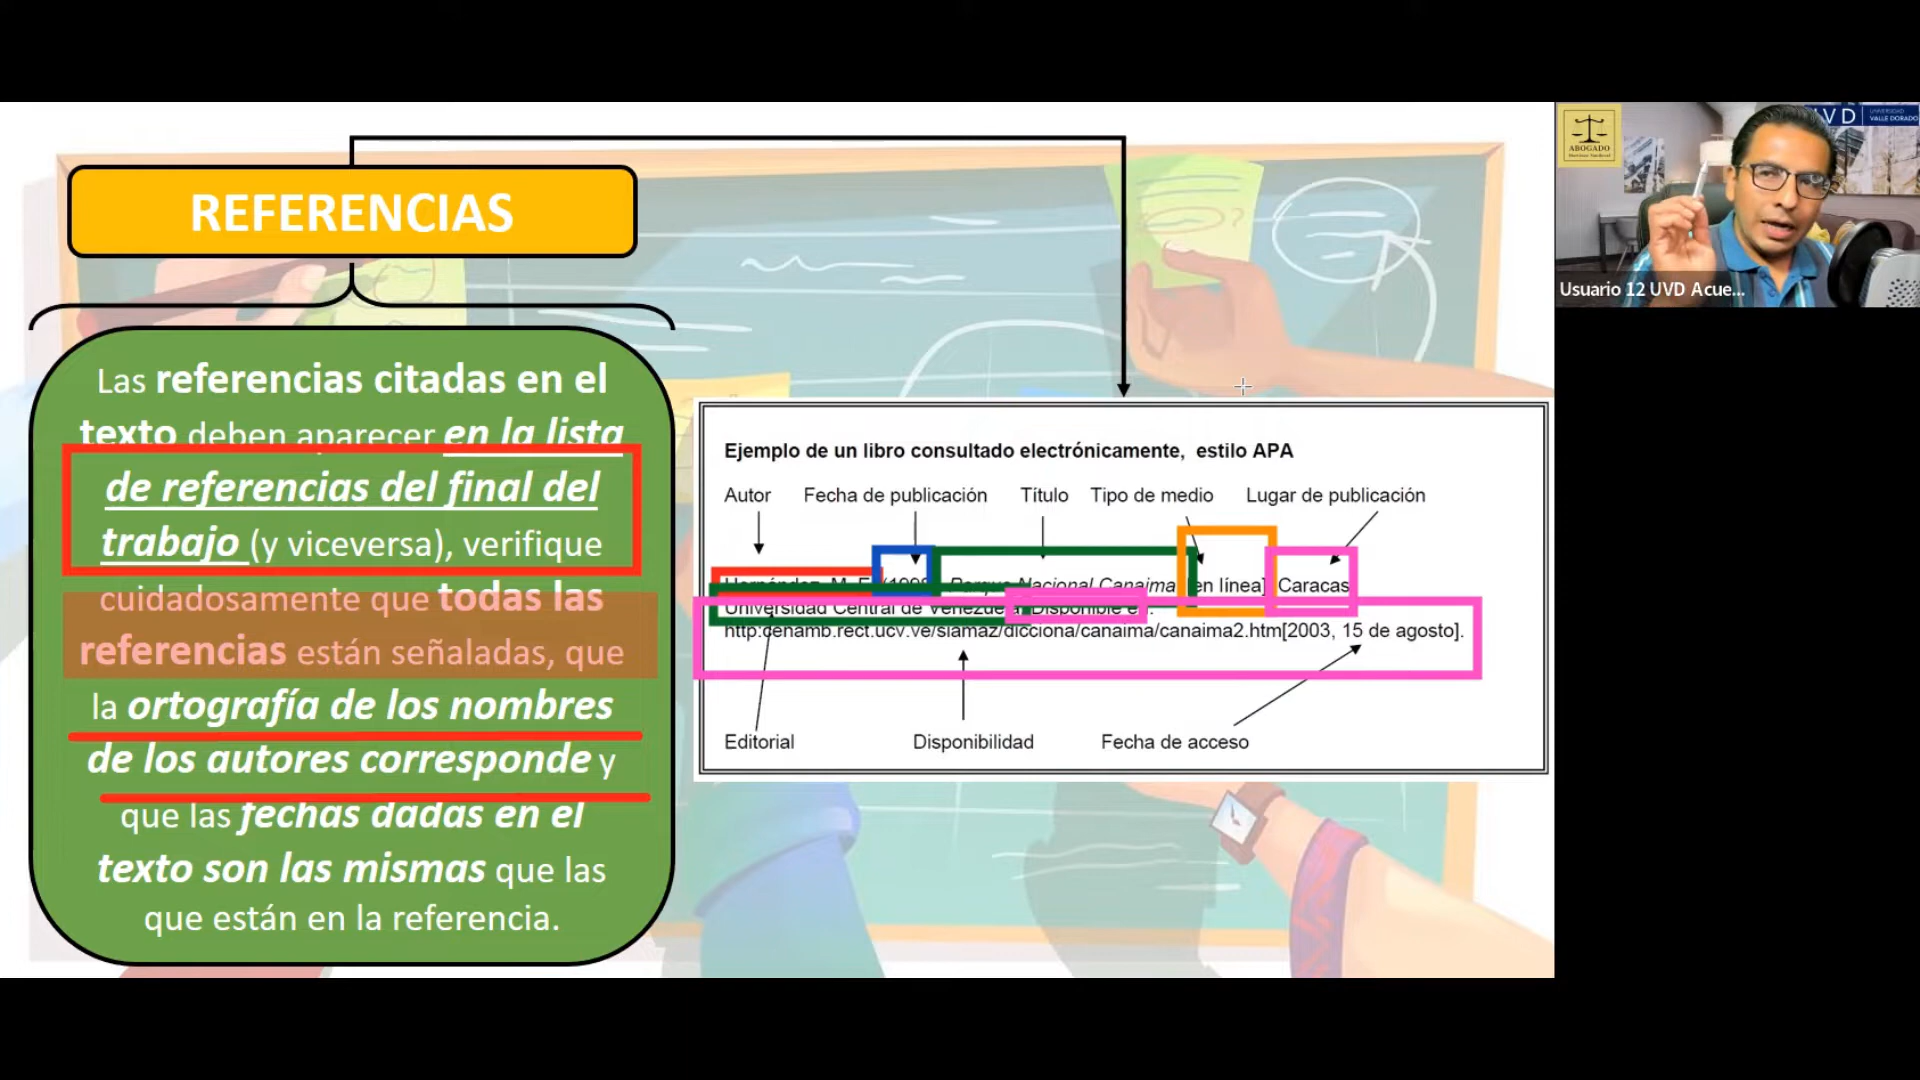 REFERENCIAS
Las referencias citadas en el
texto deben aparecer en la lista
de referencias del final del
trabajo (y viceversa), verifique
cuidadosamente que todas las
referencias están señaladas, que
la ortografía de los nombres
de los autores corresponde y
que las fechas dadas en el
texto son las mismas que las
que están en la referencia.
Ejemplo de un libro consultado electrónicamente, estilo APA
Autor Fecha de publicación Título Tipo de medio Lugar de publicación
Parque Nacional Canaima [en línea] Caracas
Universidad Central de Venezuela Disponible
http:cenamb.rect.ucv.ve/siamaz/dicciona/canaima/canaima2.htm[2003, 15 de agosto].
Editorial Disponibilidad Fecha de acceso
ABOGADO
UVD
VALLE DORADO
Usuario 12 UVD Acue...